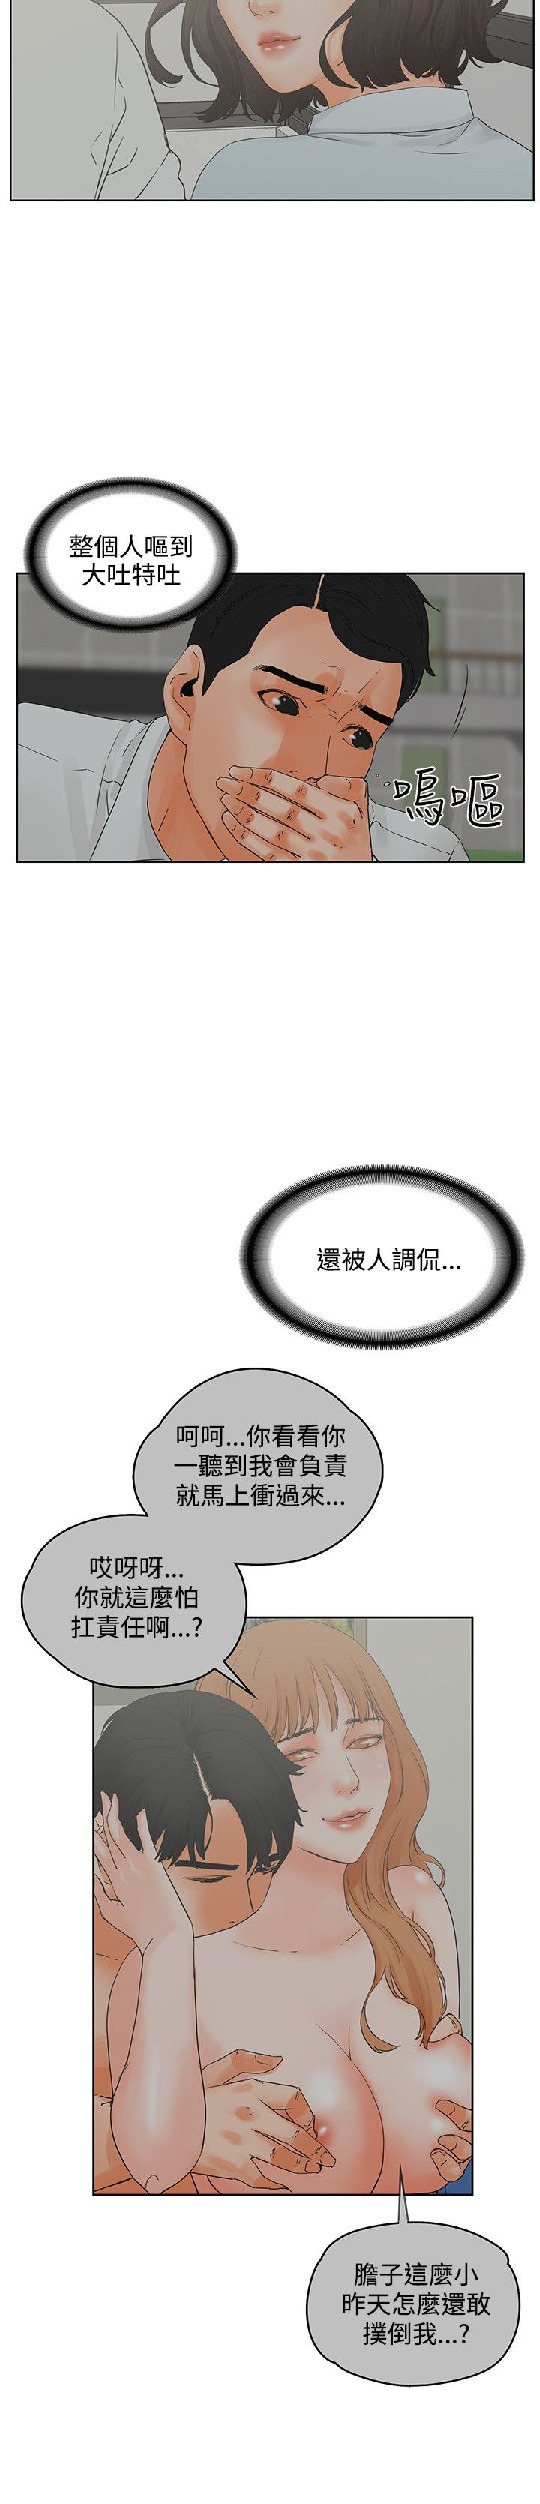 整個人嘔到
大吐特吐
嗚嘔
還被人調侃...
呵呵...你看看你
一聽到我會負責
就馬上衝過來...
哎呀呀...
你就這麼怕
扛責任啊...?
膽子這麼小
昨天怎麼還敢
撲倒我...?